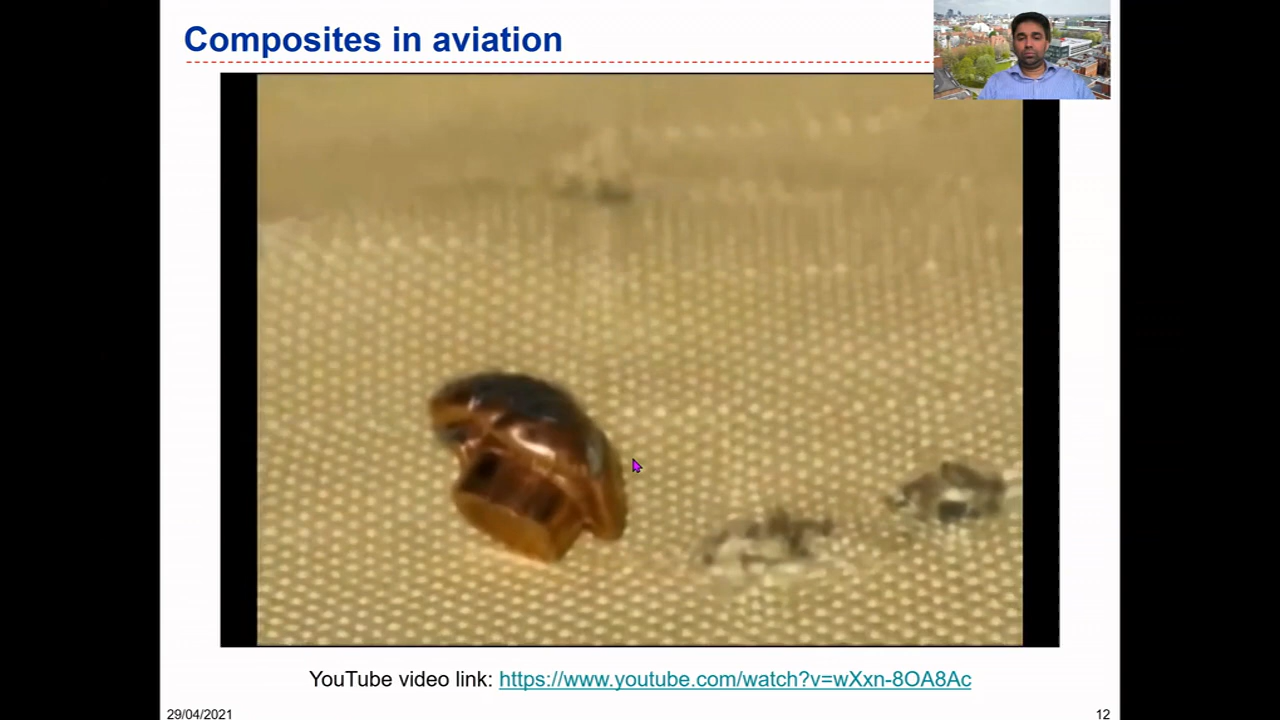 Composites in aviation
YouTube video link: https://www.youtube.com/watch?v=wXxn-8OA8Ac
29/04/2021
12